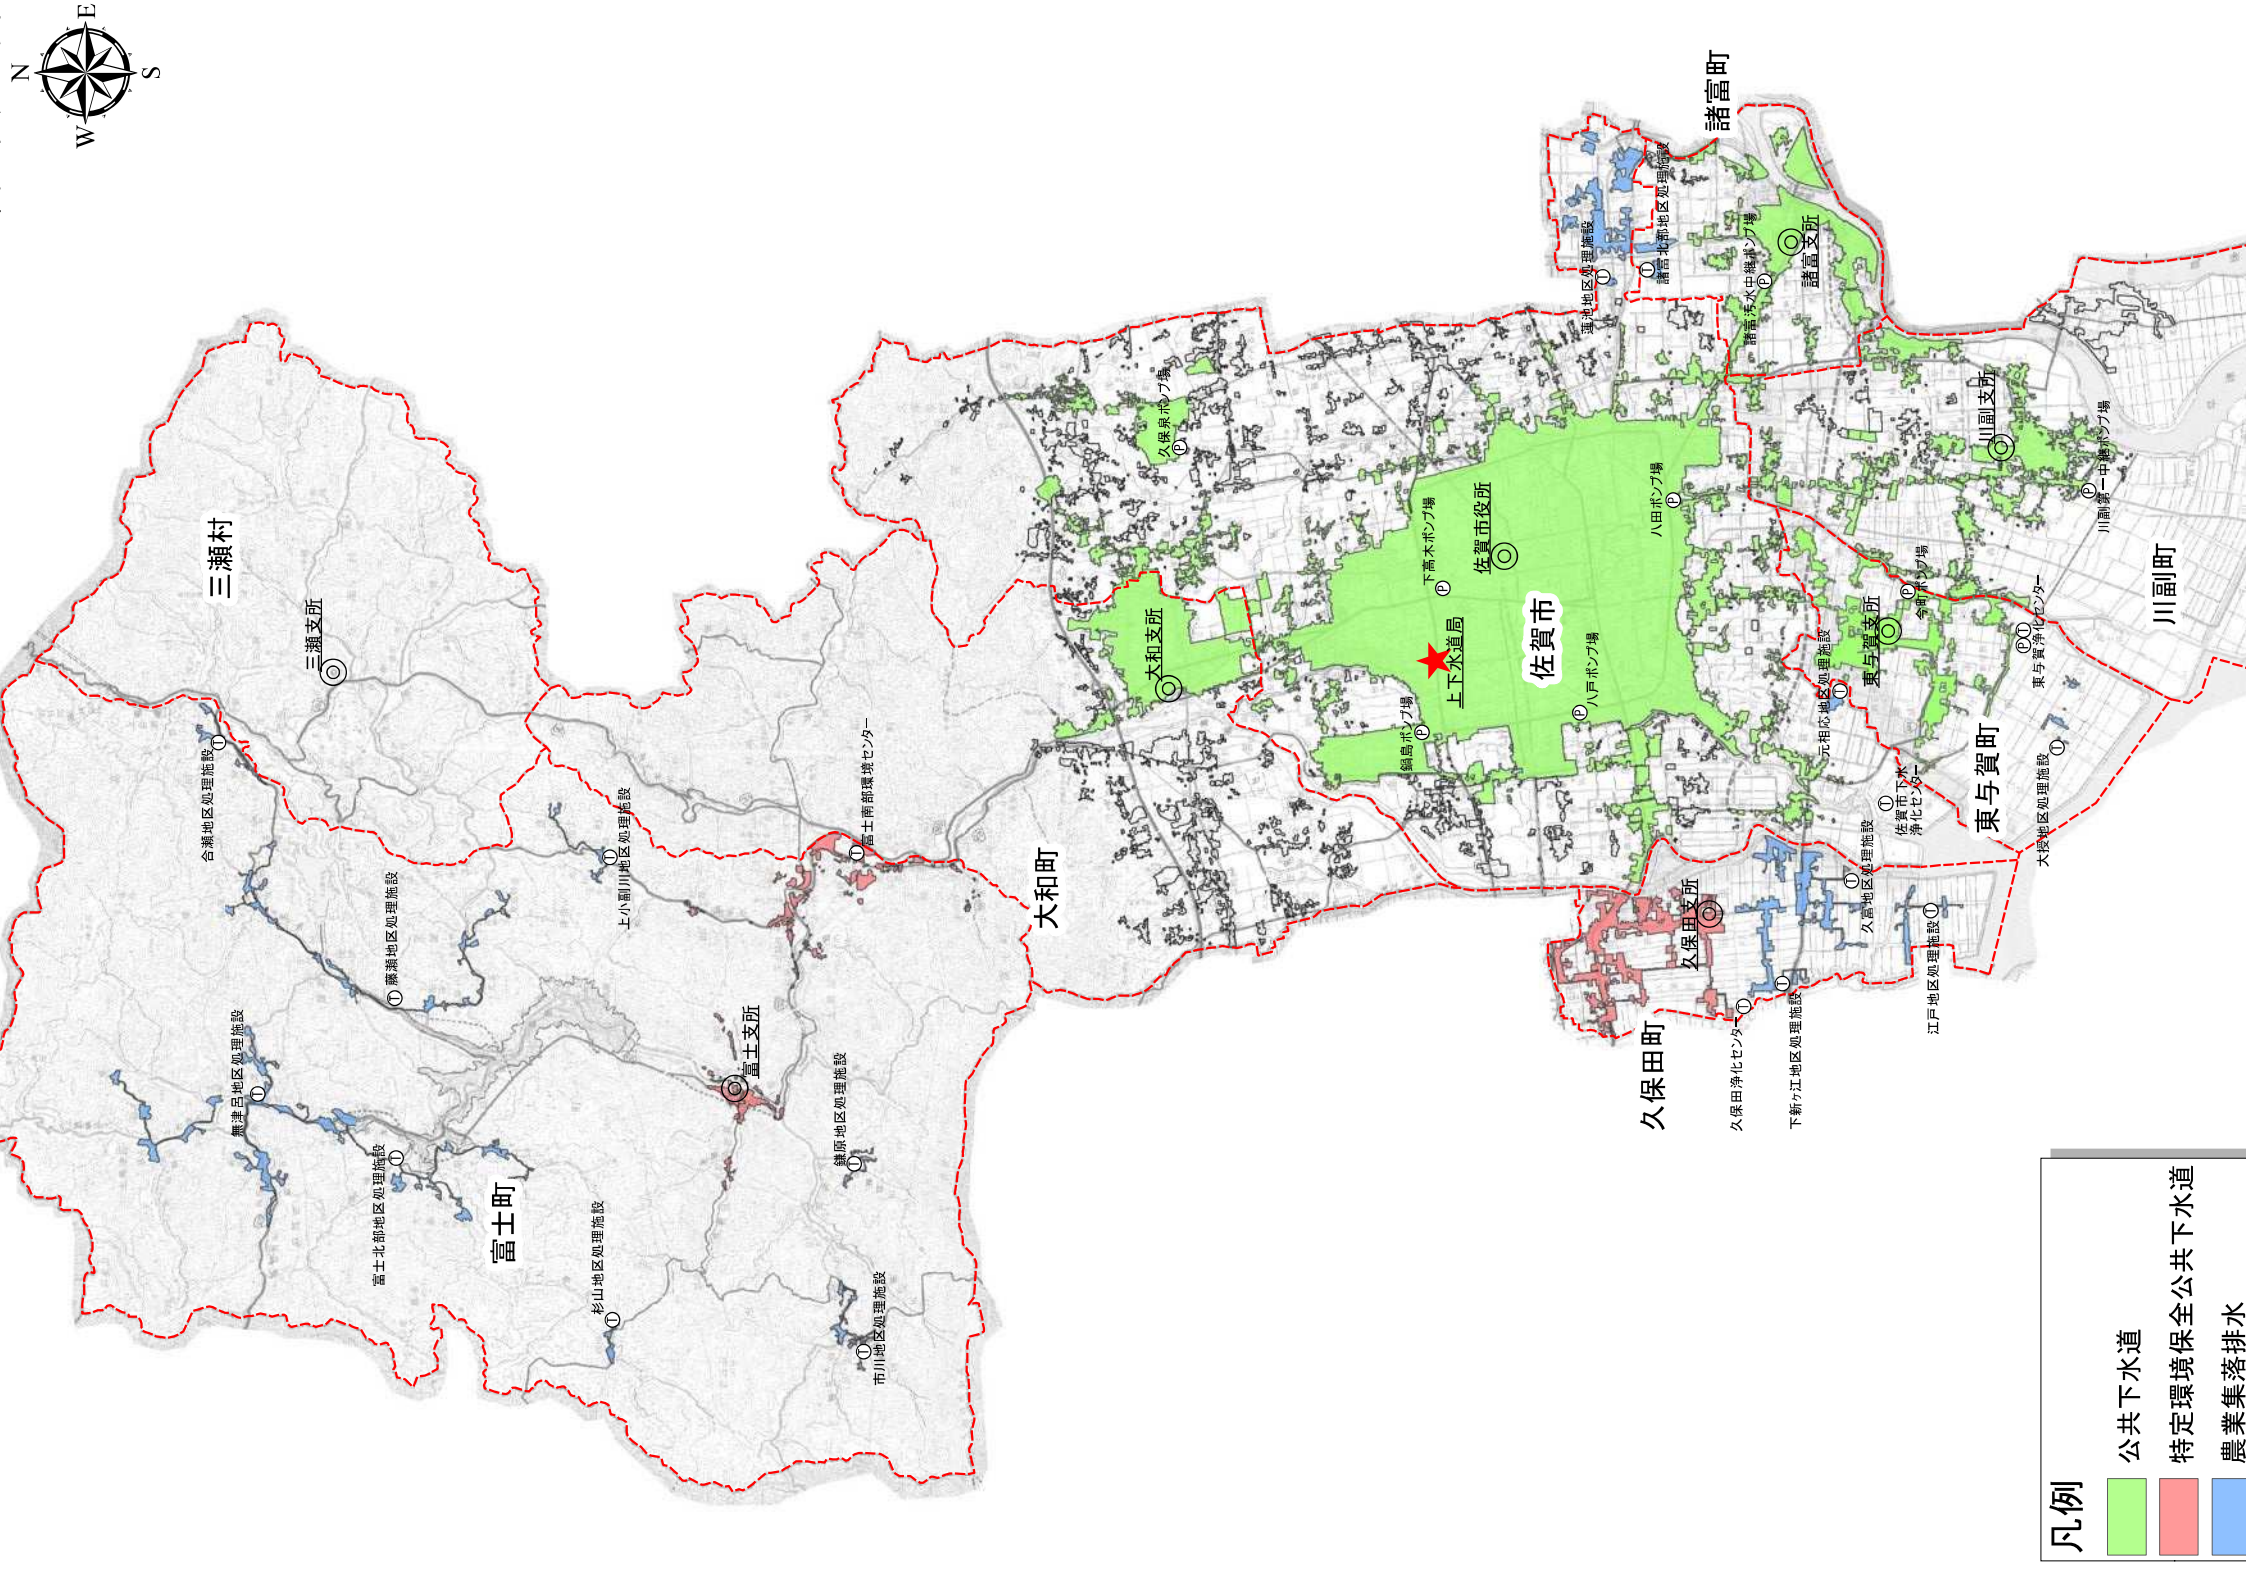 N
E
S
W
三瀬村
三瀬支所
合瀬地区処理施設
藤瀬地区処理施設
無津呂地区処理施設
富士北部地区処理施設
富士町
杉山地区処理施設
上小副川地区処理施設
富士支所
富士南部環境センター
鎌原地区処理施設
市川地区処理施設
大和町
大和支所
久保泉ポンプ場
鍋島ポンプ場
下高木ポンプ場
上下水道局
佐賀市役所
佐賀市
八戸ポンプ場
八田ポンプ場
蓮池地区処理施設
諸富北部地区処理施設
諸富町
諸富汚水中継ポンプ場
諸富支所
久保田町
久保田支所
久保田浄化センター
下新ヶ江地区処理施設
久富地区処理施設
江戸地区処理施設
元相応地区処理施設
東与賀支所
今町ポンプ場
佐賀市下水
浄化センター
東与賀町
東与賀浄化センター
大授地区処理施設
川副支所
川副第一中継ポンプ場
川副町
凡例
公共下水道
特定環境保全公共下水道
農業集落排水